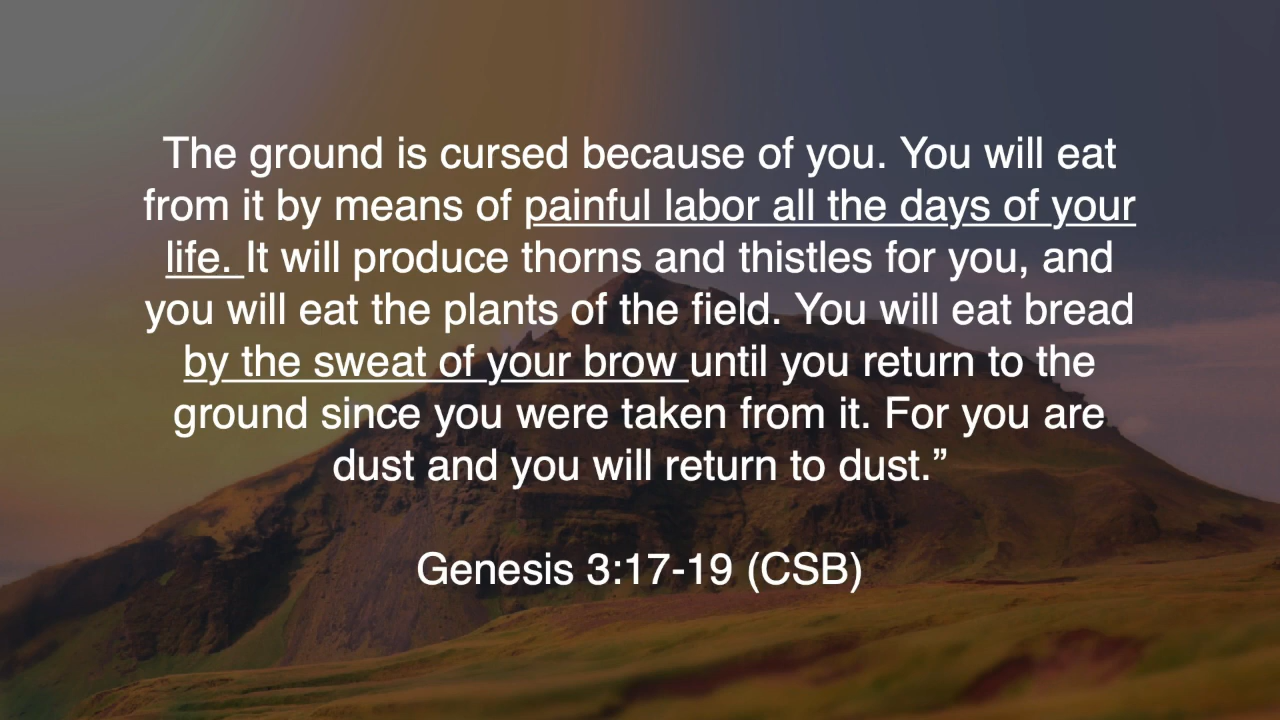 The ground is cursed because of you. You will eat
from it by means of painful labor all the days of your
life. It will produce thorns and thistles for you, and
you will eat the plants of the field. You will eat bread
by the sweat of your brow until you return to the
ground since you were taken from it. For you are
dust and you will return to dust.”
Genesis 3:17-19 (CSB)